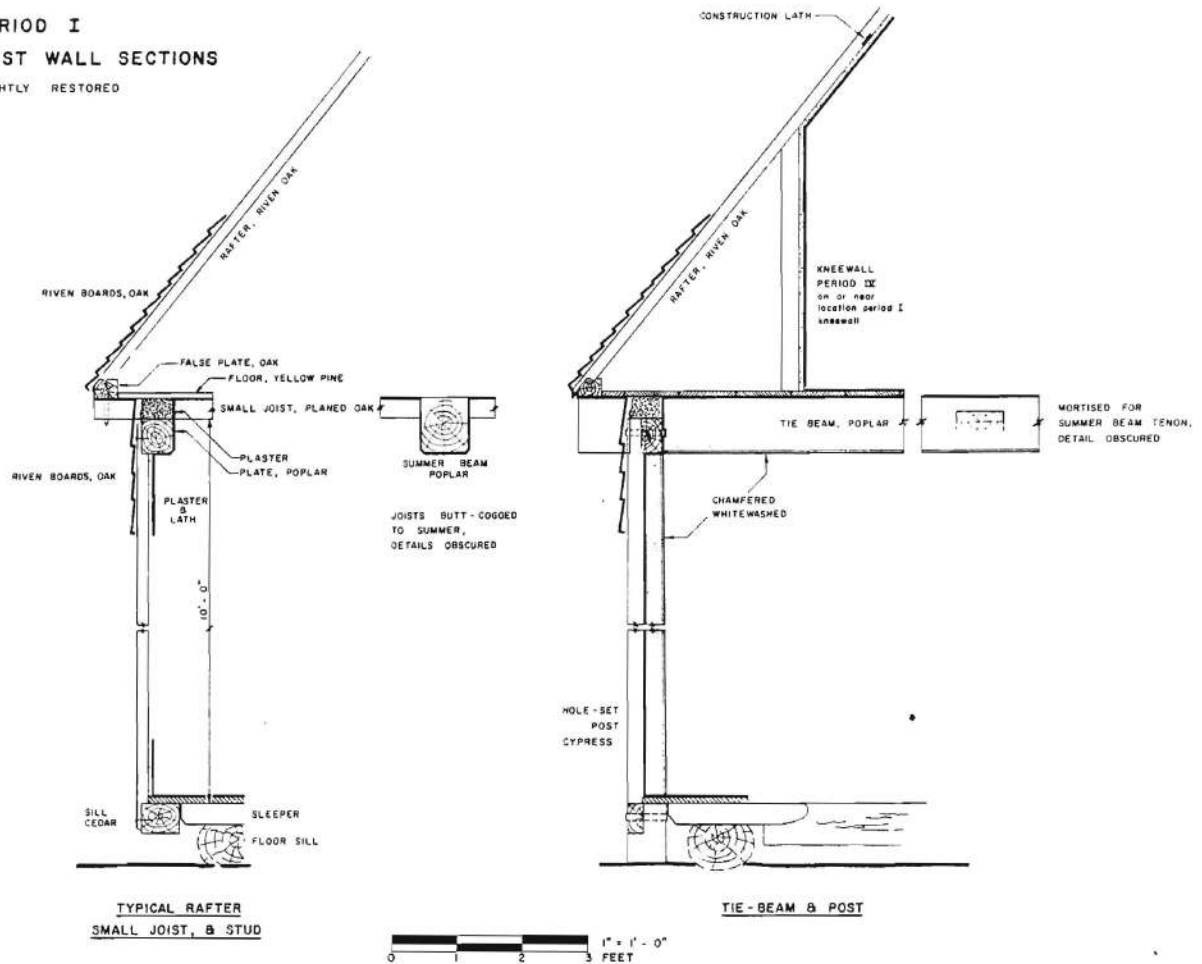 RIOD I
ST WALL SECTIONS
HTLY RESTORED
CONSTRUCTION LATH
RAFTER, RIVEN OAK
RIVEN BOARDS, OAK
FALSE PLATE, OAK
FLOOR, YELLOW PINE
SMALL JOIST, PLANED OAK
PLASTER
PLATE, POPLAR
RIVEN BOARDS, OAK
PLASTER
&
LATH
10'-0"
SUMMER BEAM
POPLAR
JOISTS BUTT-COGGED
TO SUMMER,
DETAILS OBSCURED
SILL
CEDAR
SLEEPER
FLOOR SILL
TYPICAL RAFTER
SMALL JOIST, & STUD
RAFTER, RIVEN OAK
KNEEWALL
PERIOD IV
on or near
location period I
kneewall
TIE BEAM, POPLAR
MORTISED FOR
SUMMER BEAM TENON,
DETAIL OBSCURED
CHAMFERED
WHITEWASHED
HOLE-SET
POST
CYPRESS
TIE-BEAM & POST
0 1 2 3
1" = 1'-0"
FEET